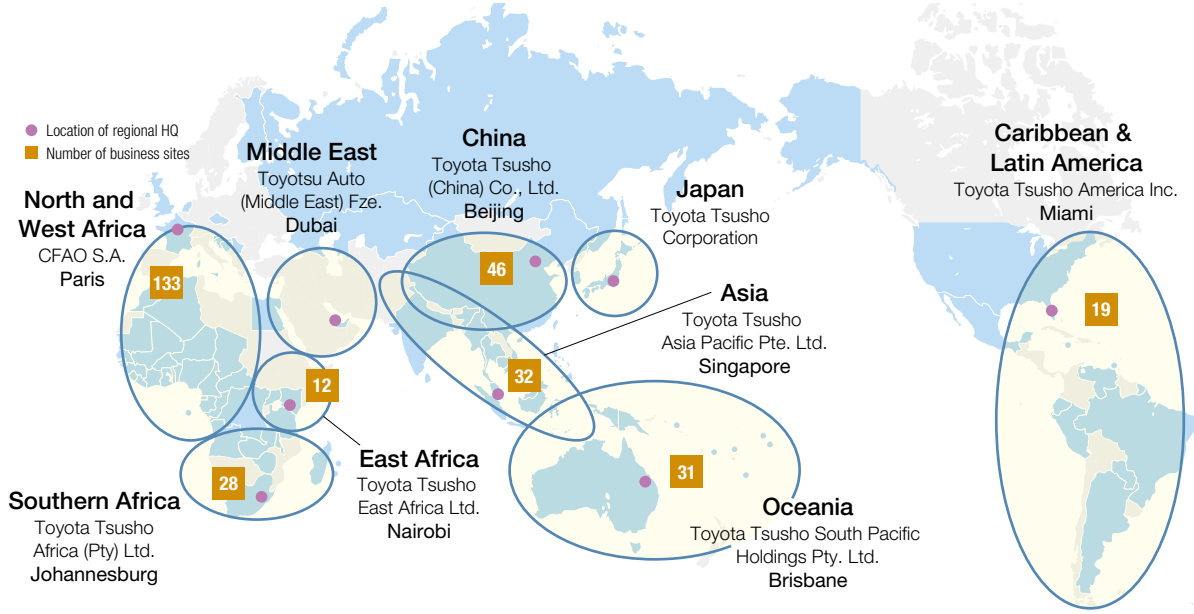 Location of regional HQ
Number of business sites
North and
West Africa
CFAO S.A.
Paris
133
Middle East
Toyotsu Auto
(Middle East) Fze.
Dubai
China
Toyota Tsusho
(China) Co., Ltd.
Beijing
46
Japan
Toyota Tsusho
Corporation
Caribbean &
Latin America
Toyota Tsusho America Inc.
Miami
19
Asia
Toyota Tsusho
Asia Pacific Pte. Ltd.
Singapore
32
12
East Africa
Toyota Tsusho
East Africa Ltd.
Nairobi
28
Southern Africa
Toyota Tsusho
Africa (Pty) Ltd.
Johannesburg
31
Oceania
Toyota Tsusho South Pacific
Holdings Pty. Ltd.
Brisbane